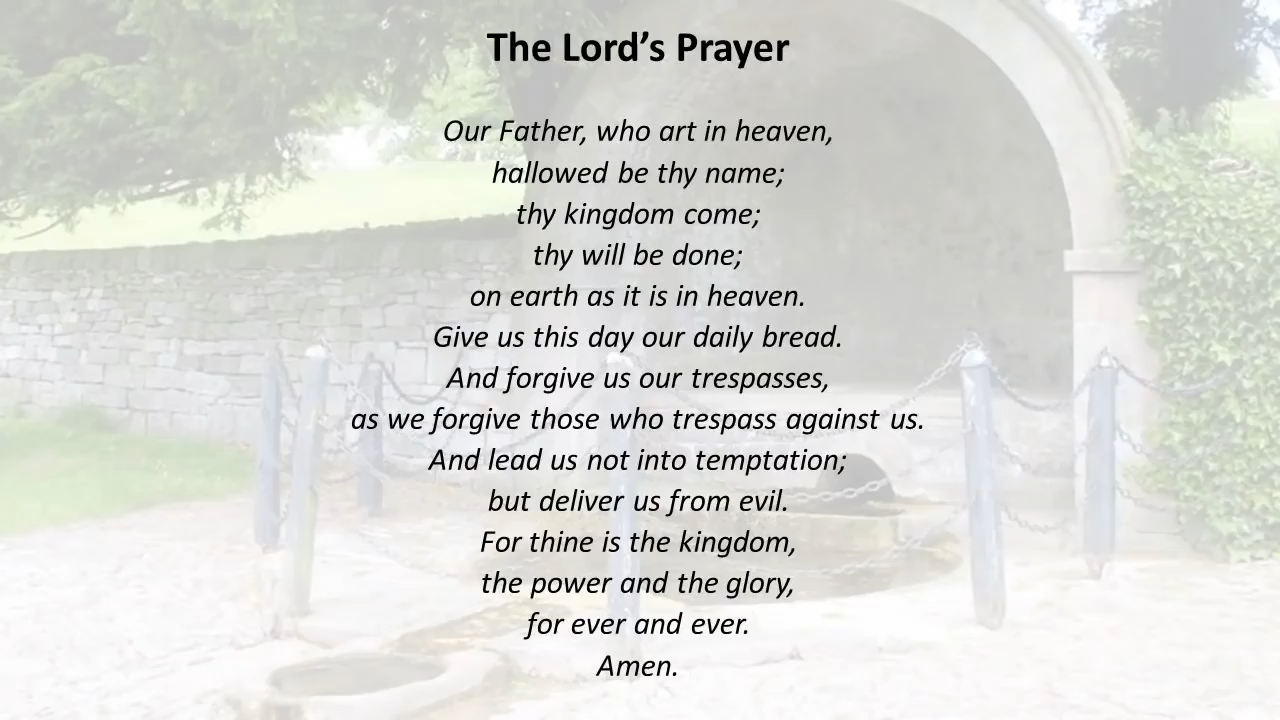 The Lord’s Prayer
Our Father, who art in heaven,
hallowed be thy name;
thy kingdom come;
thy will be done;
on earth as it is in heaven.
Give us this day our daily bread.
And forgive us our trespasses,
as we forgive those who trespass against us.
And lead us not into temptation;
but deliver us from evil.
For thine is the kingdom,
the power and the glory,
for ever and ever.
Amen.